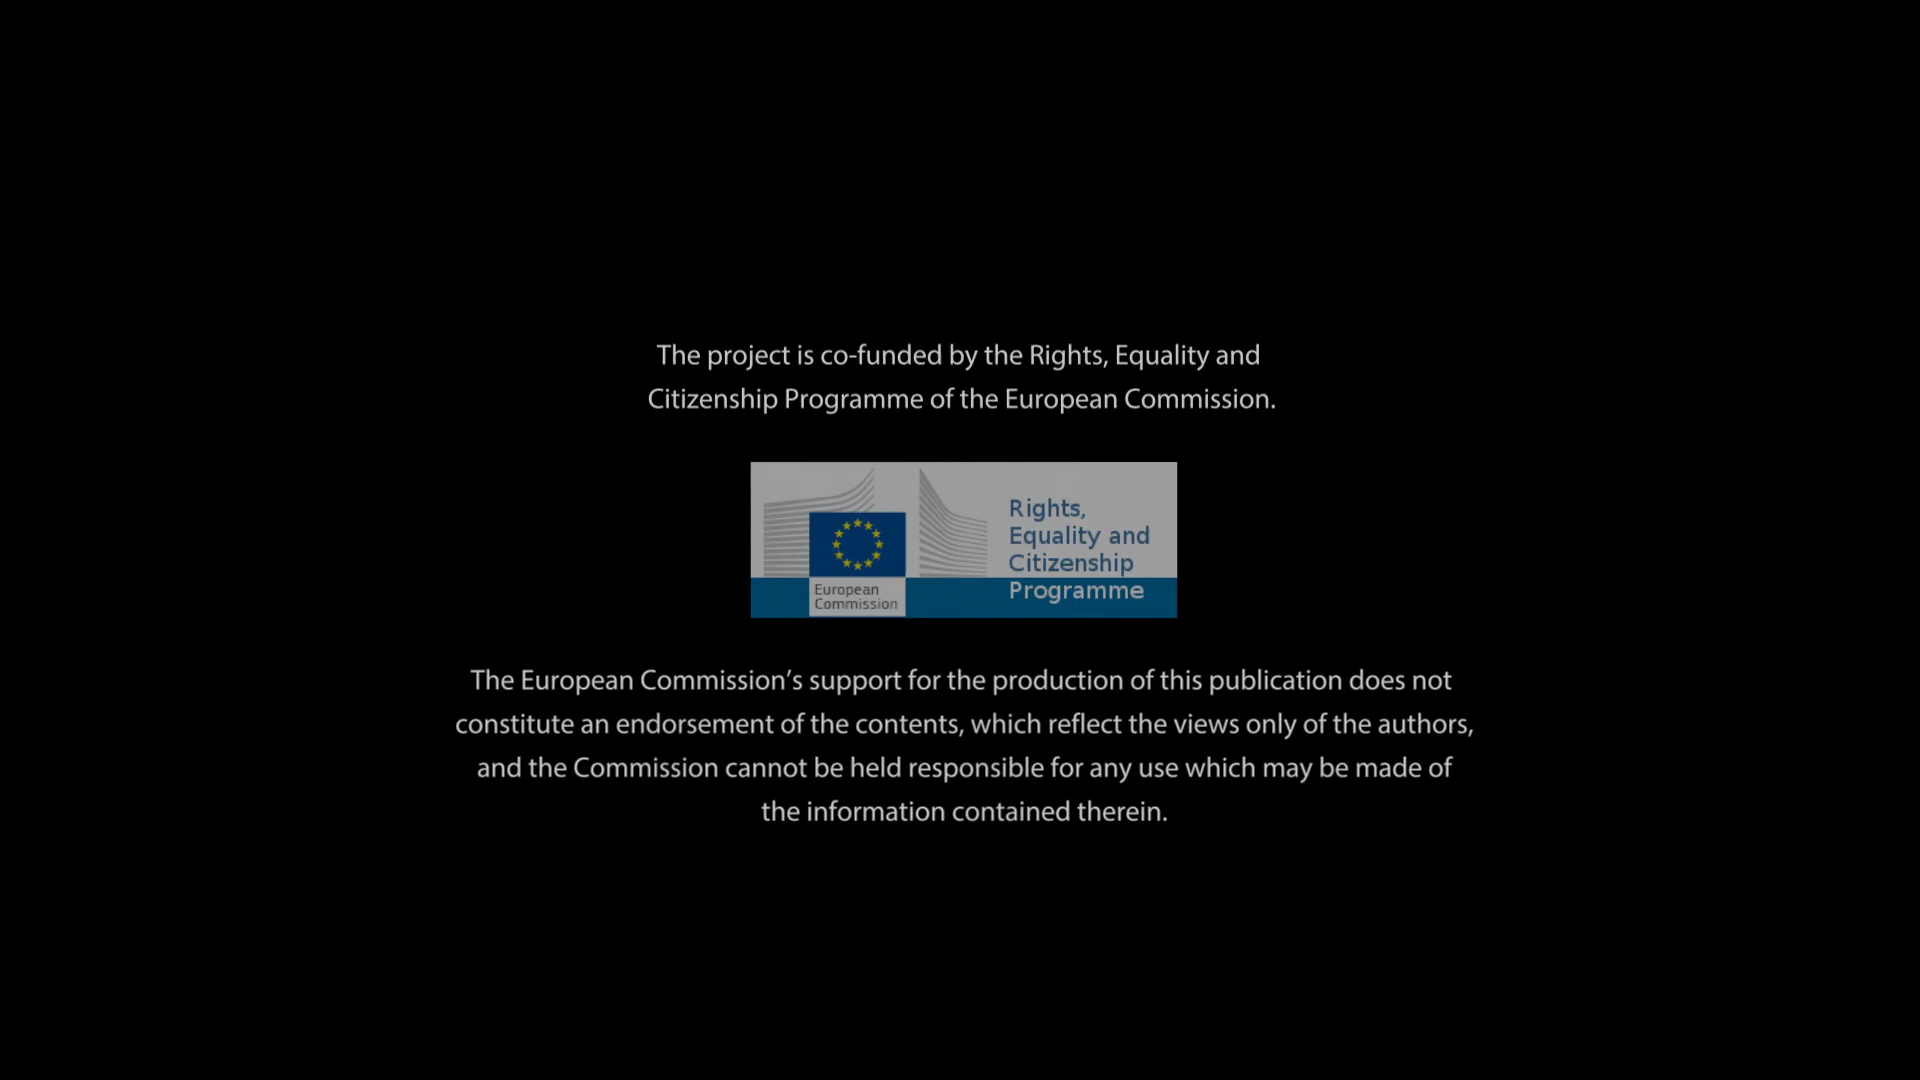 The project is co-funded by the Rights, Equality and
Citizenship Programme of the European Commission.
Rights,
Equality and
Citizenship
Programme
European
Commission
The European Commission’s support for the production of this publication does not
constitute an endorsement of the contents, which reflect the views only of the authors,
and the Commission cannot be held responsible for any use which may be made of
the information contained therein.